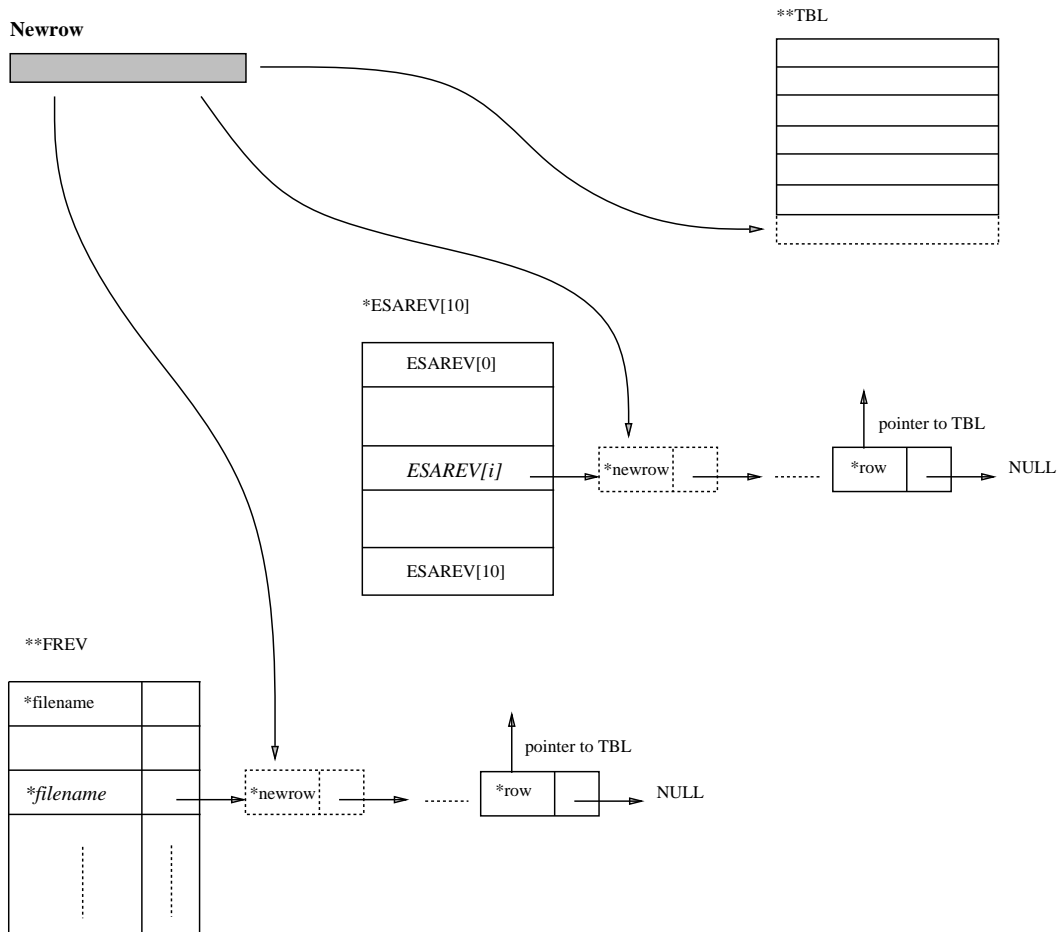 **TBL
Newrow
*ESAREV[10]
ESAREV[0]
pointer to TBL
ESAREV[i]
*newrow
*row
NULL
ESAREV[10]
**FREV
*filename
pointer to TBL
*filename
*newrow
*row
NULL